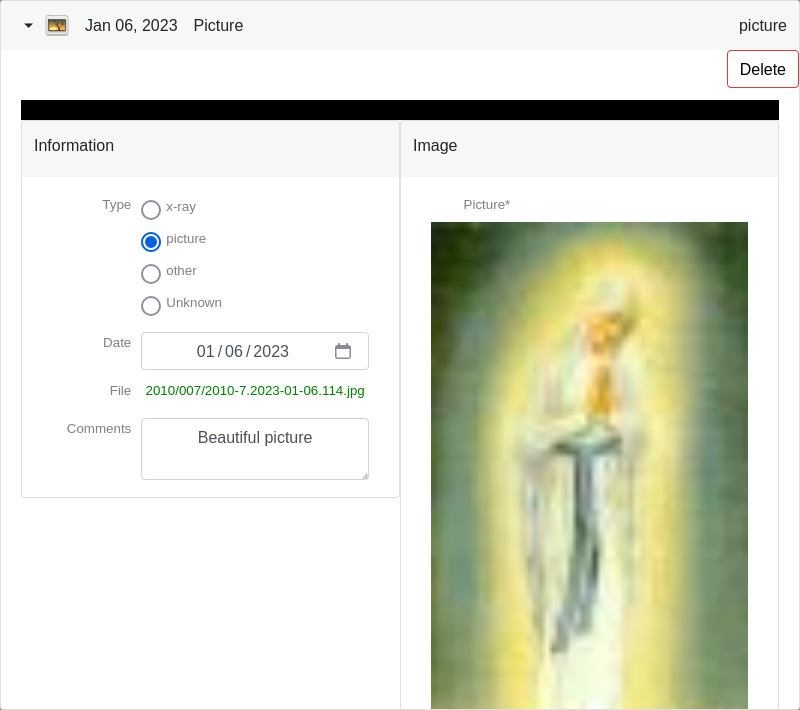 Jan 06, 2023 Picture picture
Delete
Information
Type
x-ray
picture
other
Unknown
Date
01/06/2023
File 2010/007/2010-7.2023-01-06.114.jpg
Comments
Beautiful picture
Image
Picture*